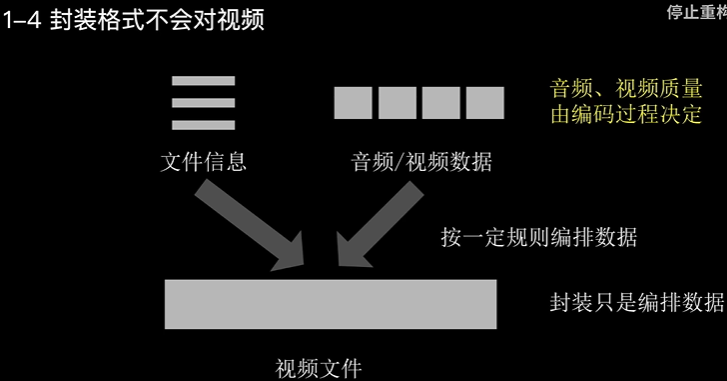 1–4 封装格式不会对视频
停止重构
音频、视频质量
由编码过程决定
文件信息
音频/视频数据
按一定规则编排数据
封装只是编排数据
视频文件